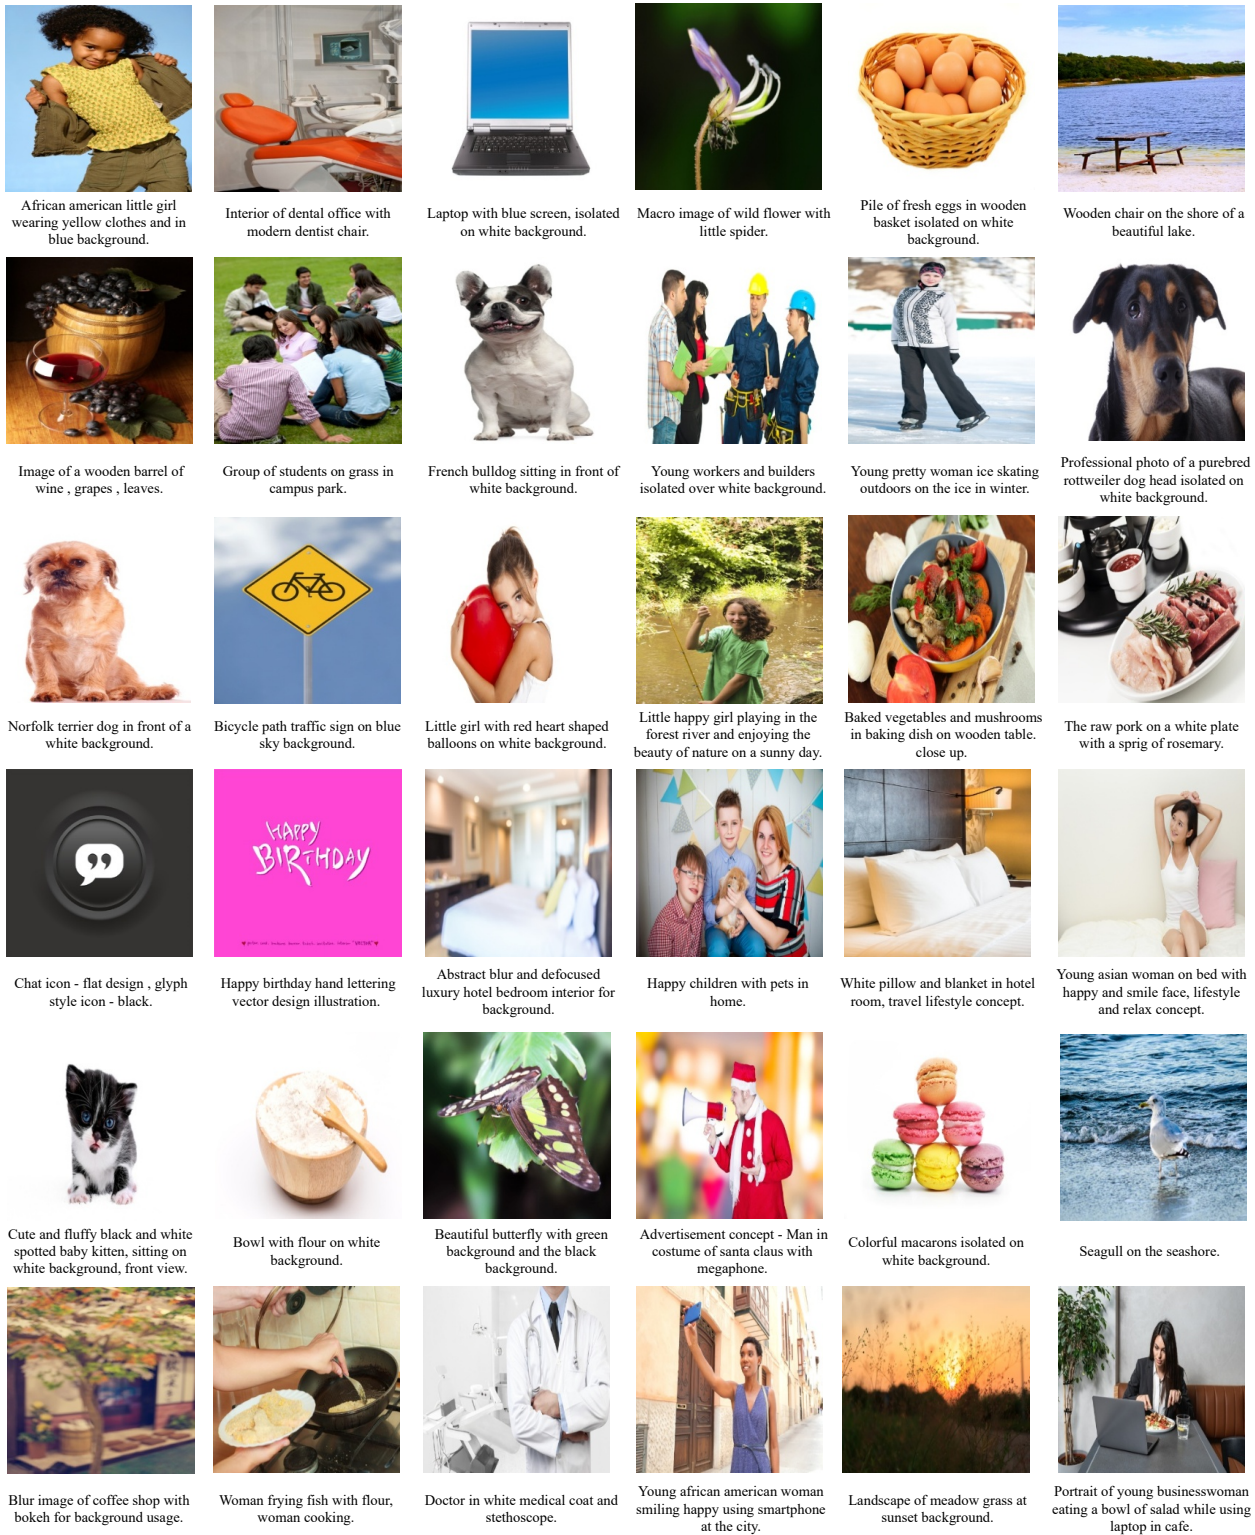 African american little girl
wearing yellow clothes and in
blue background.
Interior of dental office with
modern dentist chair.
Laptop with blue screen, isolated
on white background.
Macro image of wild flower with
little spider.
Pile of fresh eggs in wooden
basket isolated on white
background.
Wooden chair on the shore of a
beautiful lake.
Image of a wooden barrel of
wine , grapes , leaves.
Group of students on grass in
campus park.
French bulldog sitting in front of
white background.
Young workers and builders
isolated over white background.
Young pretty woman ice skating
outdoors on the ice in winter.
Professional photo of a purebred
rottweiler dog head isolated on
white background.
Norfolk terrier dog in front of a
white background.
Bicycle path traffic sign on blue
sky background.
Little girl with red heart shaped
balloons on white background.
Little happy girl playing in the
forest river and enjoying the
beauty of nature on a sunny day.
Baked vegetables and mushrooms
in baking dish on wooden table.
close up.
The raw pork on a white plate
with a sprig of rosemary.
HAPPY
BIRTHDAY
Chat icon - flat design , glyph
style icon - black.
Happy birthday hand lettering
vector design illustration.
Abstract blur and defocused
luxury hotel bedroom interior for
background.
Happy children with pets in
home.
White pillow and blanket in hotel
room, travel lifestyle concept.
Young asian woman on bed with
happy and smile face, lifestyle
and relax concept.
Cute and fluffy black and white
spotted baby kitten, sitting on
white background, front view.
Bowl with flour on white
background.
Beautiful butterfly with green
background and the black
background.
Advertisement concept - Man in
costume of santa claus with
megaphone.
Colorful macarons isolated on
white background.
Seagull on the seashore.
Blur image of coffee shop with
bokeh for background usage.
Woman frying fish with flour,
woman cooking.
Doctor in white medical coat and
stethoscope.
Young african american woman
smiling happy using smartphone
at the city.
Landscape of meadow grass at
sunset background.
Portrait of young businesswoman
eating a bowl of salad while using
laptop in cafe.